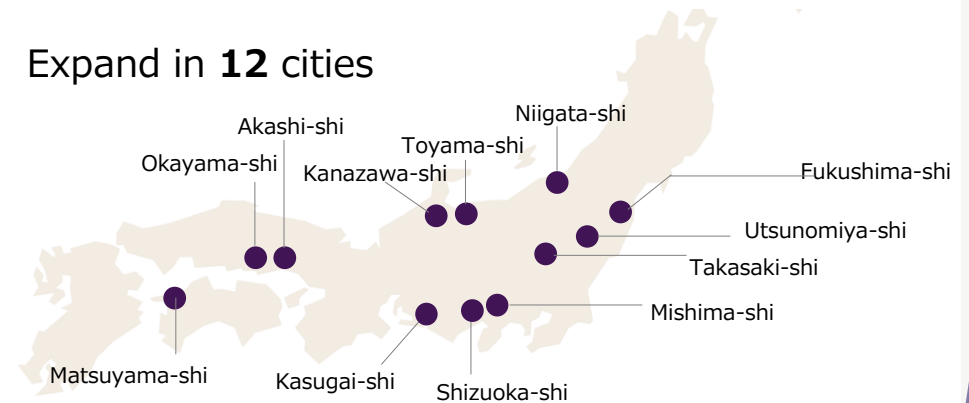 Expand in 12 cities
Niigata-shi
Akashi-shi
Toyama-shi
Okayama-shi
Kanazawa-shi
Fukushima-shi
Utsunomiya-shi
Takasaki-shi
Mishima-shi
Matsuyama-shi
Kasugai-shi
Shizuoka-shi